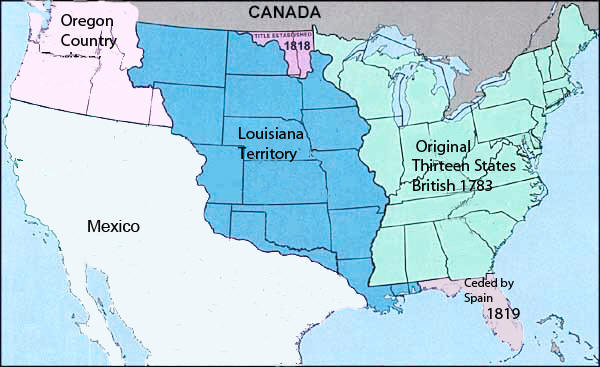 CANADA
Oregon
Country
TITLE ESTABLISHED
1818
Louisiana
Territory
Original
Thirteen States
British 1783
Mexico
Ceded by
Spain
1819